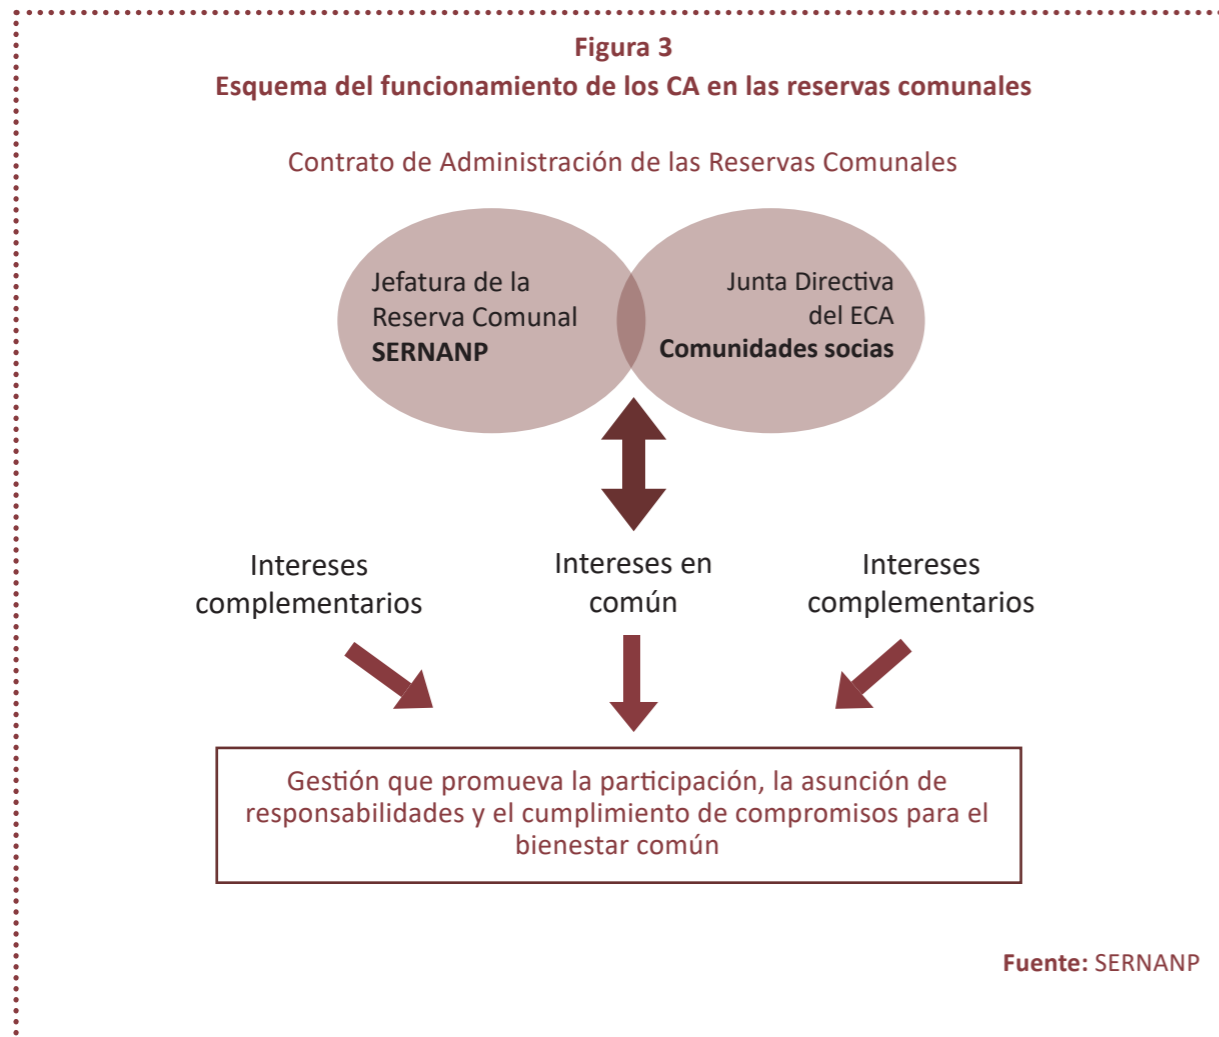 Figura 3
Esquema del funcionamiento de los CA en las reservas comunales
Contrato de Administración de las Reservas Comunales
Jefatura de la
Reserva Comunal
SERNANP
Junta Directiva
del ECA
Comunidades socias
Intereses
complementarios
Intereses en
común
Intereses
complementarios
Gestión que promueva la participación, la asunción de
responsabilidades y el cumplimiento de compromisos para el
bienestar común
Fuente: SERNANP